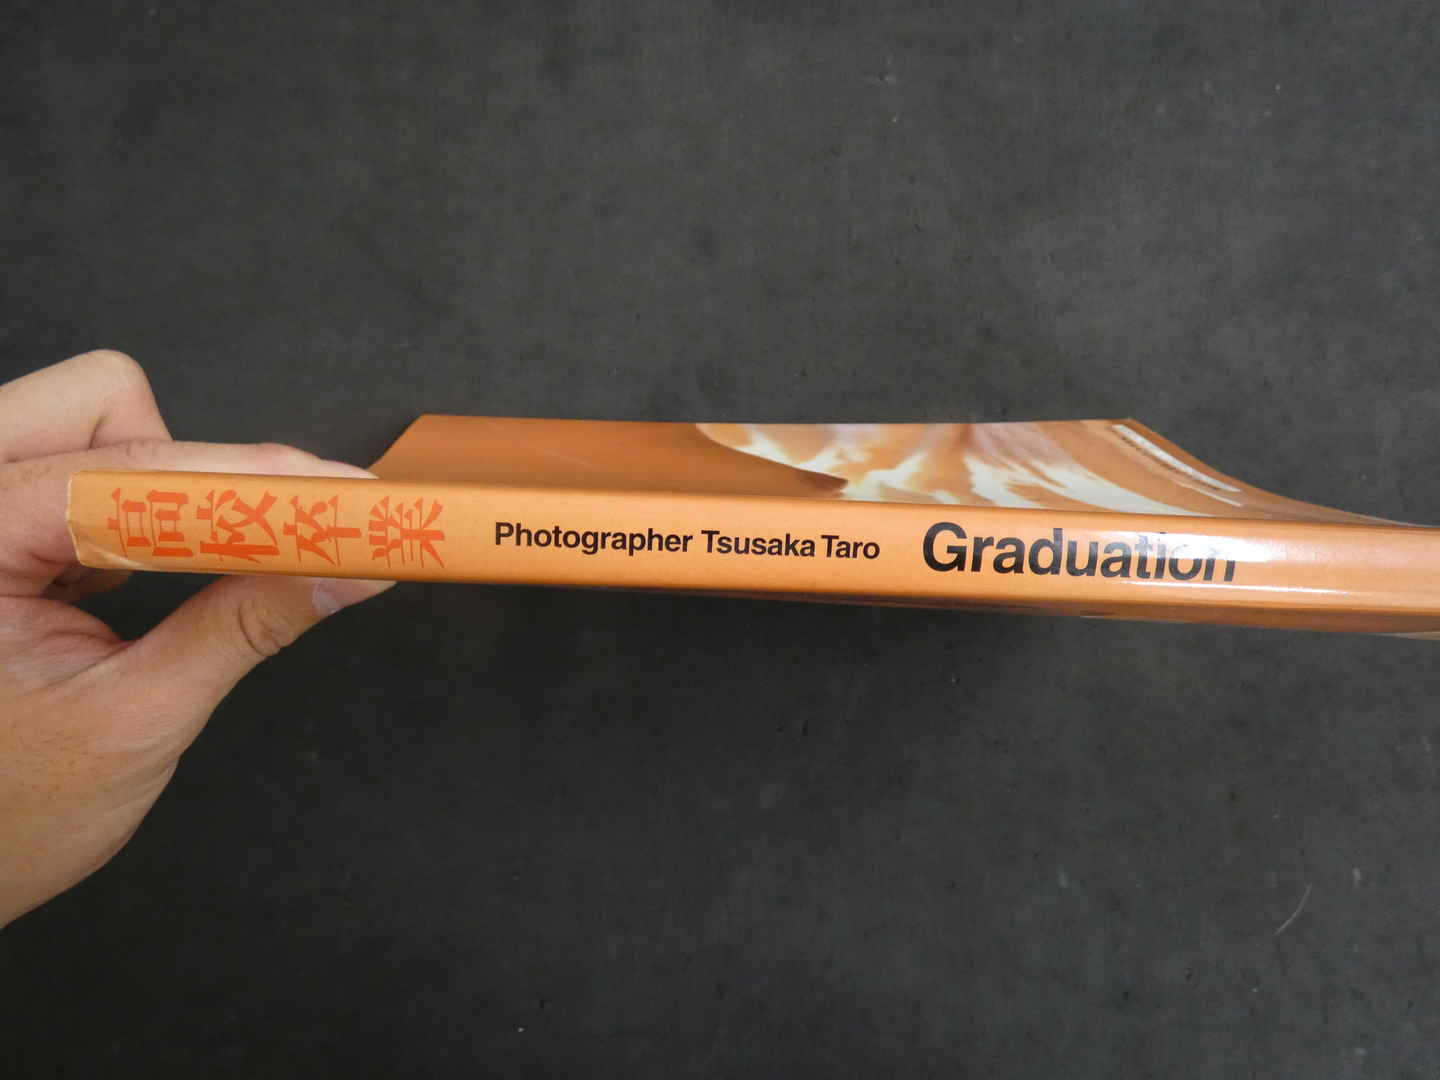 高校卒業
Photographer Tsusaka Taro
Graduation